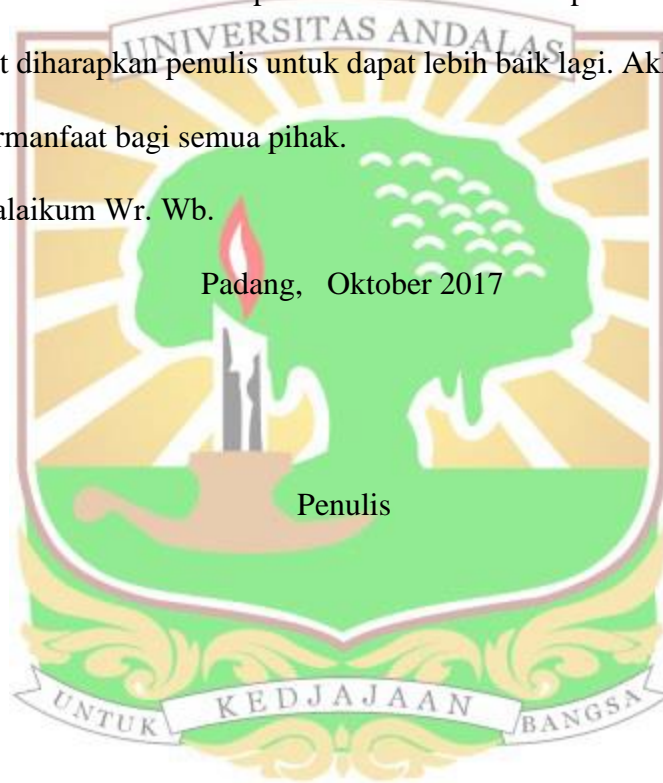 UNIVERSITAS ANDALAS
t diharapkan penulis untuk dapat lebih baik lagi. Ak
rmanfaat bagi semua pihak.
alaikum Wr. Wb.
Padang, Oktober 2017
Penulis
UNTUK KEDJAJAAN BANGSA